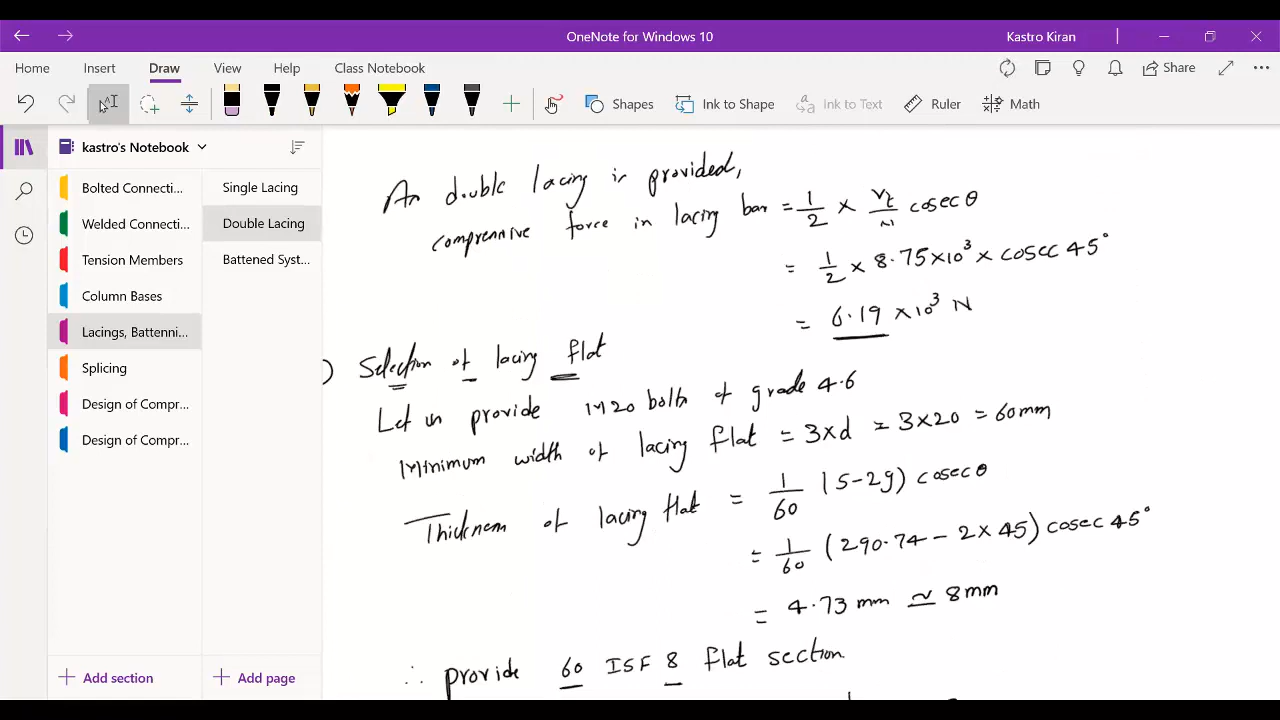 OneNote for Windows 10
Kastro Kiran
Home Insert Draw View Help Class Notebook
Share
Shapes Ink to Shape Ink to Text Ruler Math
kastro's Notebook
Bolted Connecti...
Welded Connecti...
Tension Members
Column Bases
Lacings, Battenni...
Splicing
Design of Compr...
Design of Compr...
Add section
Single Lacing
Double Lacing
Battened Syst...
Add page
As double lacing is provided,
compressive force in lacing bar = 1/2 × Vt/N cosec θ
= 1/2 × 8.75×10³ × cosec 45°
= 6.19 ×10³ N
) Selection of lacing flat
Let us provide M20 bolts of grade 4.6
Minimum width of lacing flat = 3×d = 3×20 = 60mm
Thickness of lacing flat = 1/60 (S-2g) cosec θ
= 1/60 (290.74 - 2×45) cosec 45°
= 4.73 mm ≃ 8mm
∴ provide 60 ISF 8 flat section